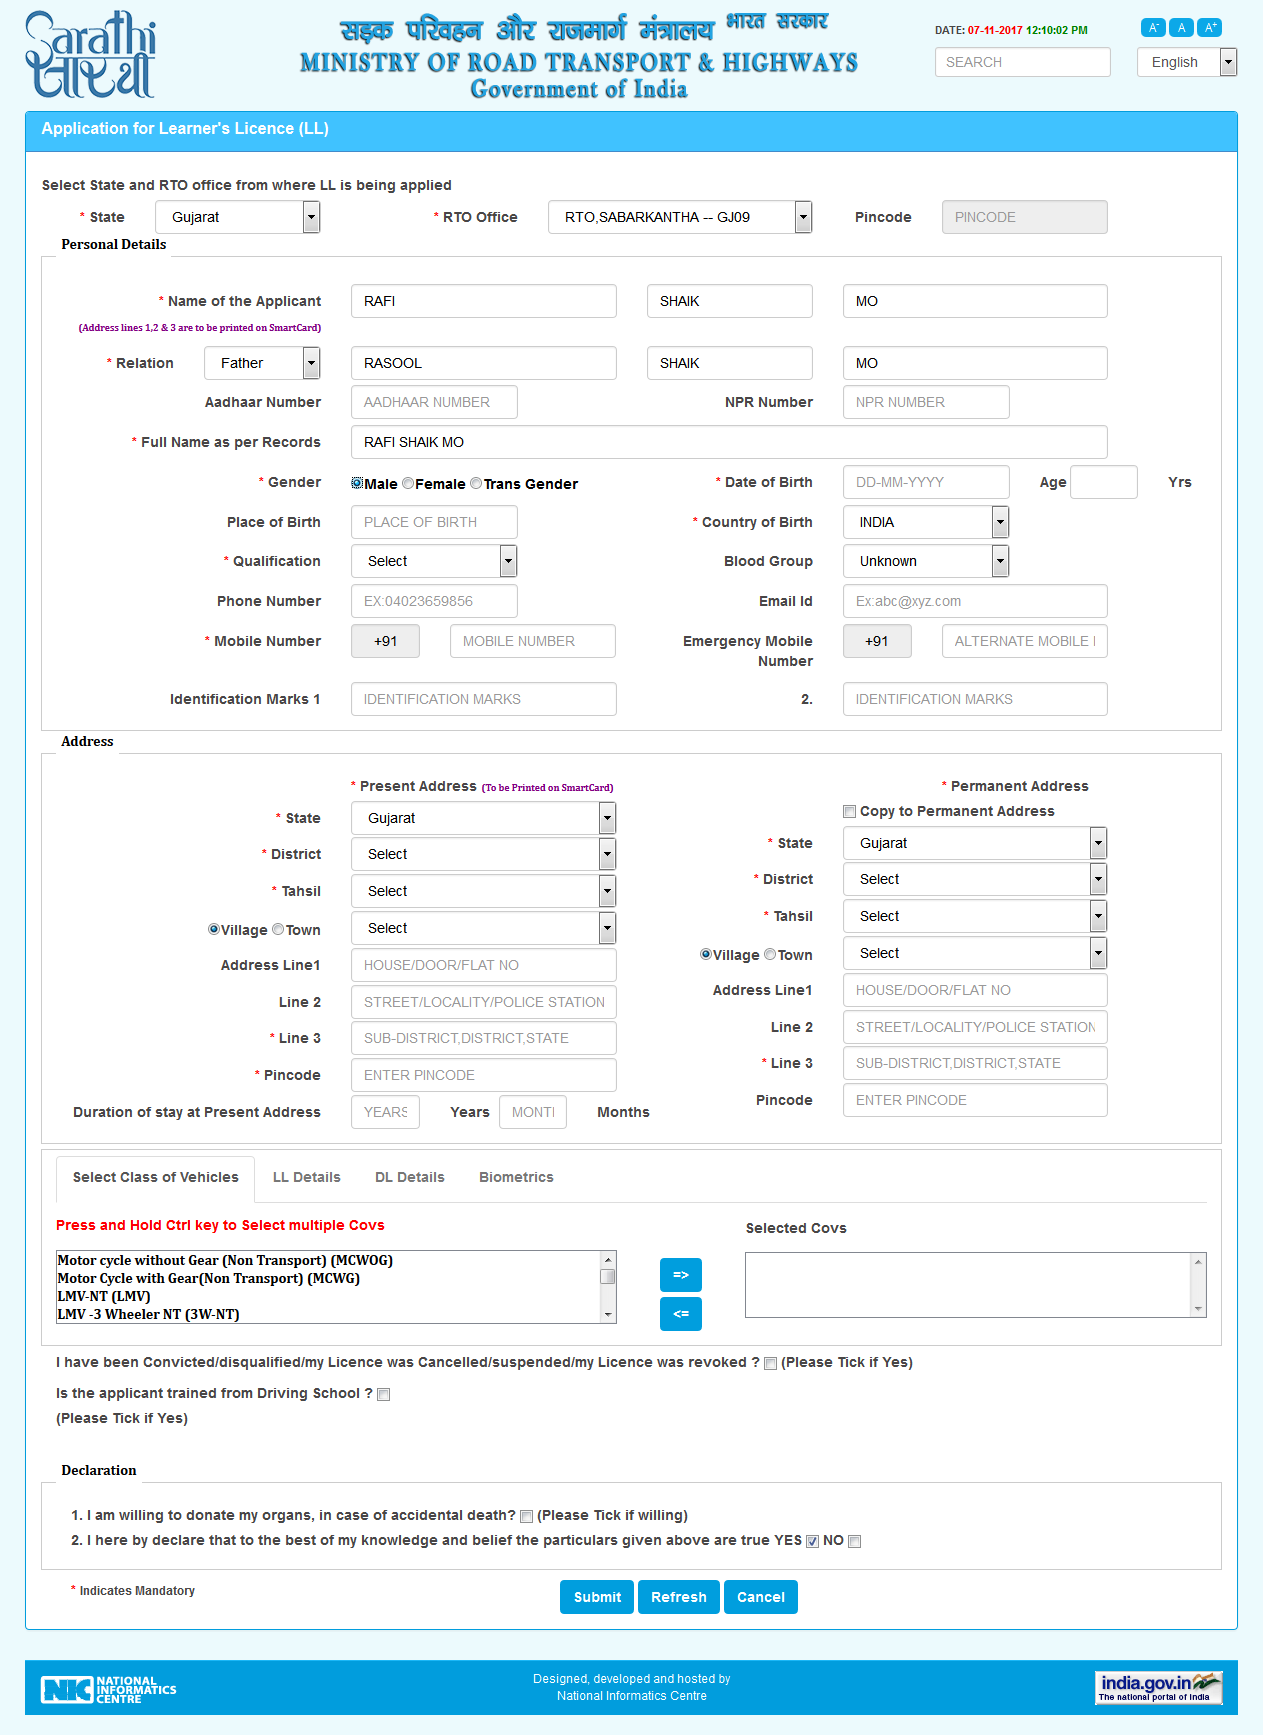 Sarathi
सारथी
सड़क परिवहन और राजमार्ग मंत्रालय भारत सरकार
MINISTRY OF ROAD TRANSPORT & HIGHWAYS
Government of India
DATE: 07-11-2017 12:10:02 PM
A- A A+
SEARCH English
Application for Learner's Licence (LL)
Select State and RTO office from where LL is being applied
* State Gujarat * RTO Office RTO,SABARKANTHA -- GJ09 Pincode PINCODE
Personal Details
* Name of the Applicant RAFI SHAIK MO
(Address lines 1,2 & 3 are to be printed on SmartCard)
* Relation Father RASOOL SHAIK MO
Aadhaar Number AADHAAR NUMBER NPR Number NPR NUMBER
* Full Name as per Records RAFI SHAIK MO
* Gender Male Female Trans Gender * Date of Birth DD-MM-YYYY Age Yrs
Place of Birth PLACE OF BIRTH * Country of Birth INDIA
* Qualification Select Blood Group Unknown
Phone Number EX:04023659856 Email Id Ex:abc@xyz.com
* Mobile Number +91 MOBILE NUMBER Emergency Mobile Number +91 ALTERNATE MOBILE
Identification Marks 1 IDENTIFICATION MARKS 2. IDENTIFICATION MARKS
Address
* Present Address (To be Printed on SmartCard) * Permanent Address
Copy to Permanent Address
* State Gujarat * State Gujarat
* District Select * District Select
* Tahsil Select * Tahsil Select
Village Town Select Village Town Select
Address Line1 HOUSE/DOOR/FLAT NO Address Line1 HOUSE/DOOR/FLAT NO
Line 2 STREET/LOCALITY/POLICE STATION Line 2 STREET/LOCALITY/POLICE STATION
* Line 3 SUB-DISTRICT,DISTRICT,STATE * Line 3 SUB-DISTRICT,DISTRICT,STATE
* Pincode ENTER PINCODE Pincode ENTER PINCODE
Duration of stay at Present Address YEARS Years MONTH Months
Select Class of Vehicles LL Details DL Details Biometrics
Press and Hold Ctrl key to Select multiple Covs Selected Covs
Motor cycle without Gear (Non Transport) (MCWOG)
Motor Cycle with Gear(Non Transport) (MCWG)
LMV-NT (LMV)
LMV -3 Wheeler NT (3W-NT)
=>
<=
I have been Convicted/disqualified/my Licence was Cancelled/suspended/my Licence was revoked ? (Please Tick if Yes)
Is the applicant trained from Driving School ?
(Please Tick if Yes)
Declaration
1. I am willing to donate my organs, in case of accidental death? (Please Tick if willing)
2. I here by declare that to the best of my knowledge and belief the particulars given above are true YES NO
* Indicates Mandatory Submit Refresh Cancel
NIC NATIONAL INFORMATICS CENTRE
Designed, developed and hosted by
National Informatics Centre
india.gov.in
The national portal of India